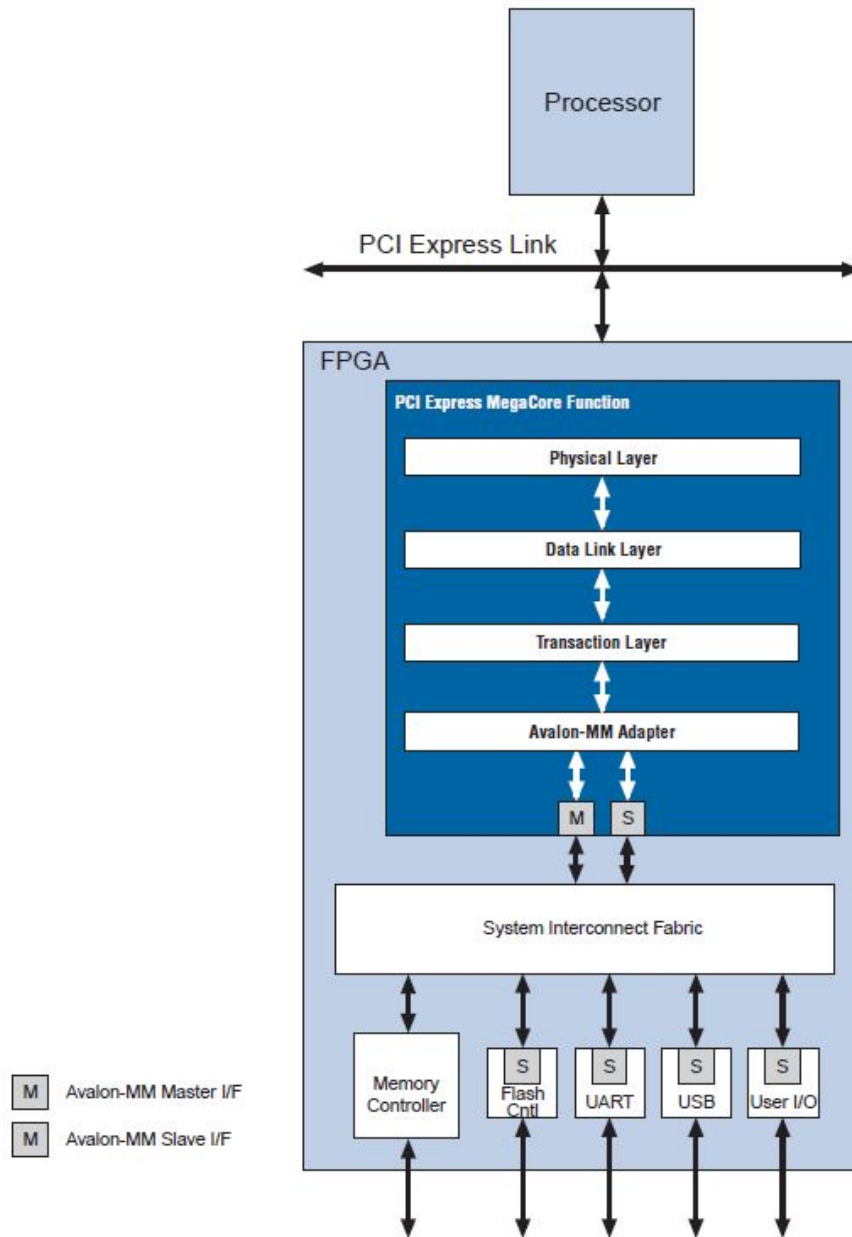 Processor
PCI Express Link
FPGA
PCI Express MegaCore Function
Physical Layer
Data Link Layer
Transaction Layer
Avalon-MM Adapter
M S
System Interconnect Fabric
Memory
Controller
S
Flash
Cntl
S
UART
S
USB
S
User I/O
M Avalon-MM Master I/F
M Avalon-MM Slave I/F